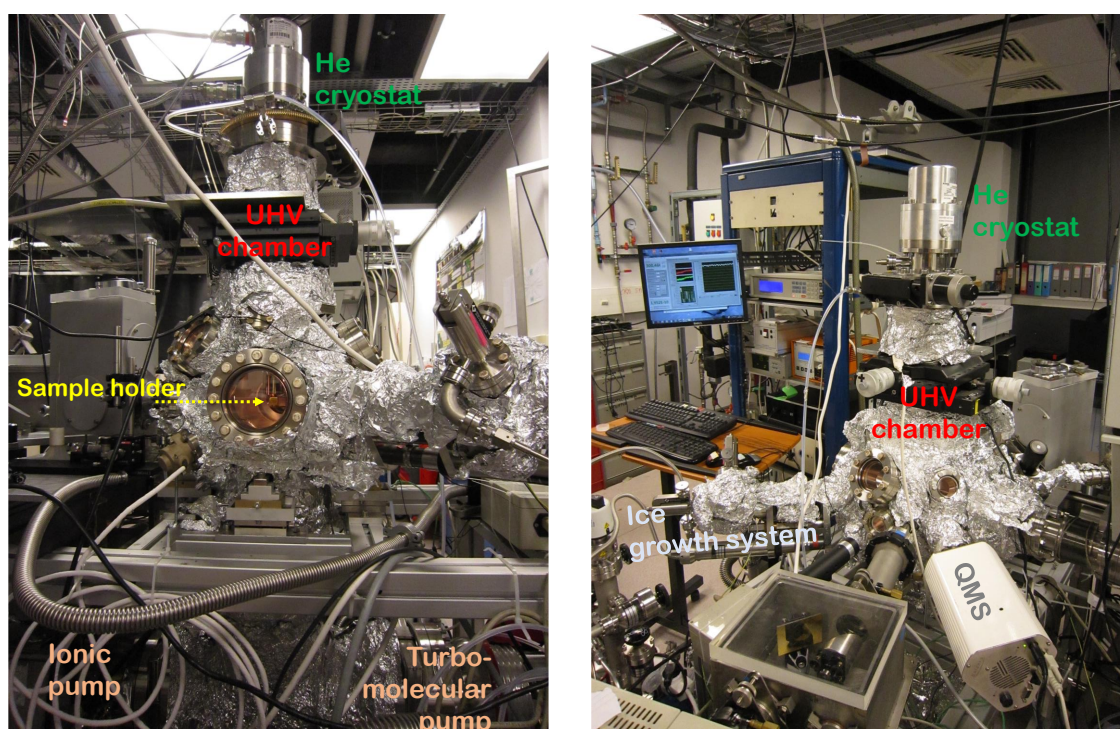 He
cryostat
UHV
chamber
Sample holder
Ionic
pump
Turbo-
molecular
pump
He
cryostat
UHV
chamber
Ice
growth system
QMS